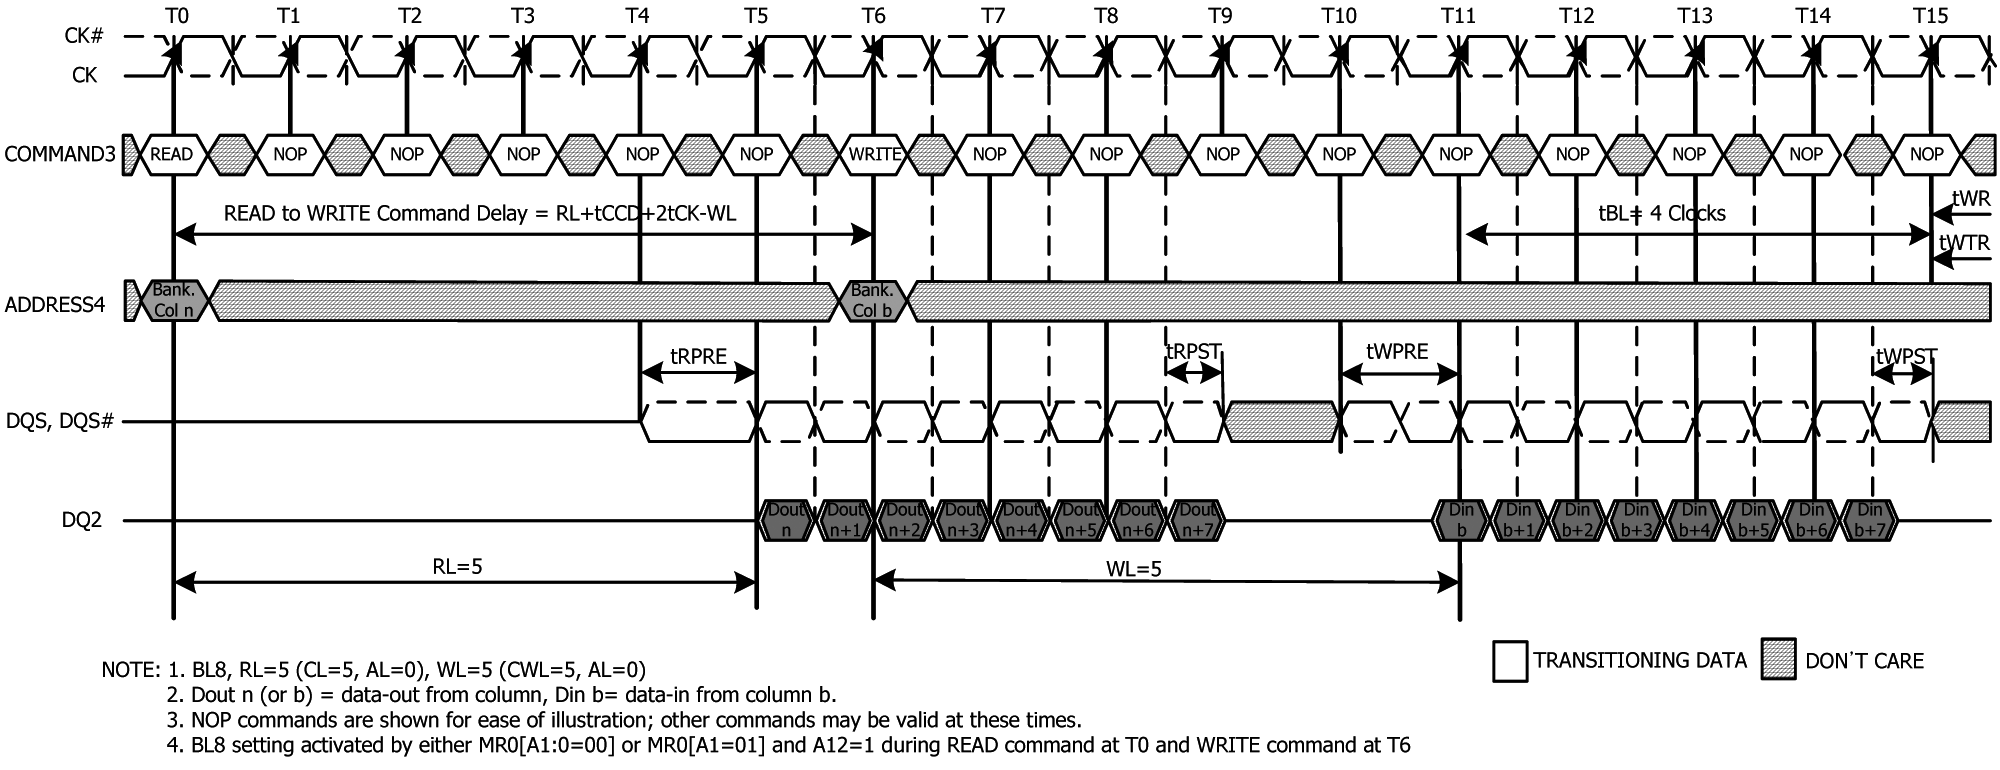 T0 T1 T2 T3 T4 T5 T6 T7 T8 T9 T10 T11 T12 T13 T14 T15
CK#
CK
COMMAND3 READ NOP NOP NOP NOP NOP WRITE NOP NOP NOP NOP NOP NOP NOP NOP NOP
tWR
READ to WRITE Command Delay = RL+tCCD+2tCK-WL tBL= 4 Clocks
tWTR
Bank. Bank.
ADDRESS4
Col n Col b
tRPRE tRPST tWPRE tWPST
DQS, DQS#
Dout Dout Dout Dout Dout Dout Dout Dout Din Din Din Din Din Din Din Din
DQ2
n n+1 n+2 n+3 n+4 n+5 n+6 n+7 b b+1 b+2 b+3 b+4 b+5 b+6 b+7
RL=5 WL=5
TRANSITIONING DATA DON'T CARE
NOTE: 1. BL8, RL=5 (CL=5, AL=0), WL=5 (CWL=5, AL=0)
2. Dout n (or b) = data-out from column, Din b= data-in from column b.
3. NOP commands are shown for ease of illustration; other commands may be valid at these times.
4. BL8 setting activated by either MR0[A1:0=00] or MR0[A1=01] and A12=1 during READ command at T0 and WRITE command at T6